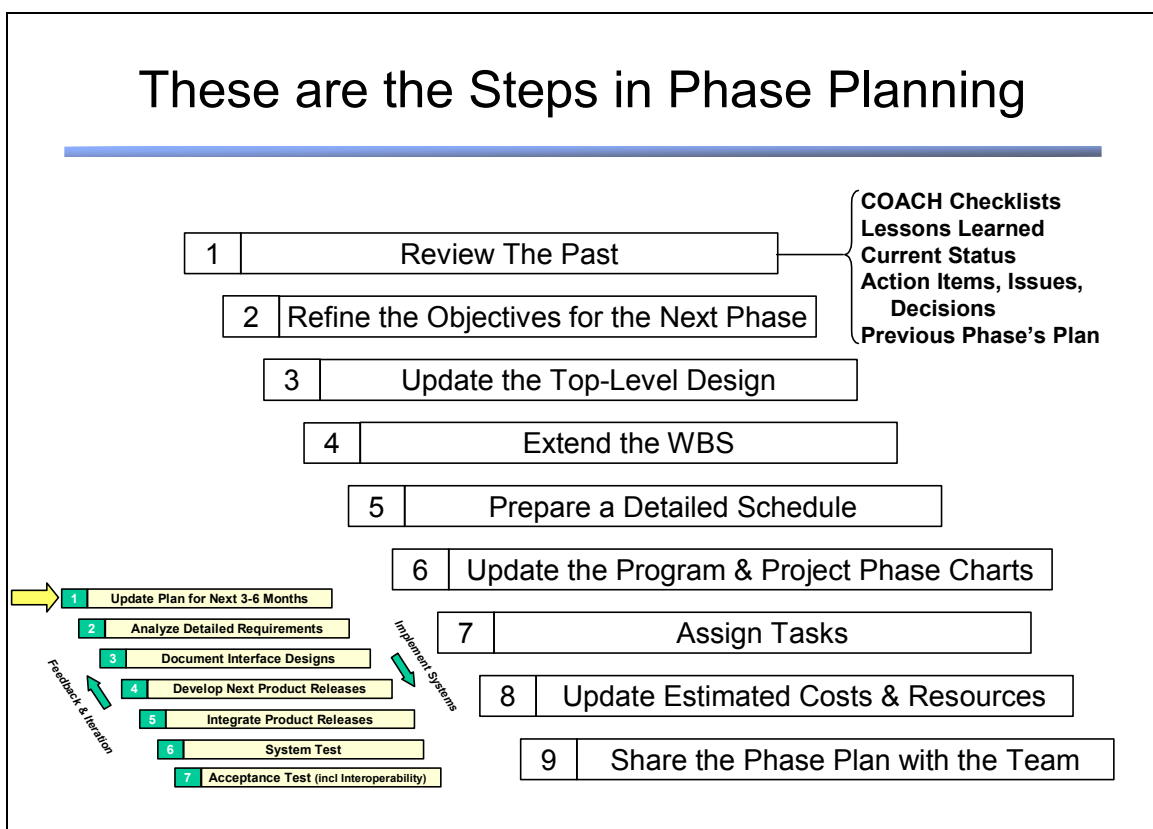 These are the Steps in Phase Planning
COACH Checklists
Lessons Learned
Current Status
Action Items, Issues,
Decisions
Previous Phase's Plan
1 Review The Past
2 Refine the Objectives for the Next Phase
3 Update the Top-Level Design
4 Extend the WBS
5 Prepare a Detailed Schedule
6 Update the Program & Project Phase Charts
7 Assign Tasks
8 Update Estimated Costs & Resources
9 Share the Phase Plan with the Team
1 Update Plan for Next 3-6 Months
2 Analyze Detailed Requirements
3 Document Interface Designs
4 Develop Next Product Releases
5 Integrate Product Releases
6 System Test
7 Acceptance Test (incl Interoperability)
Feedback & Iteration
Implement Systems